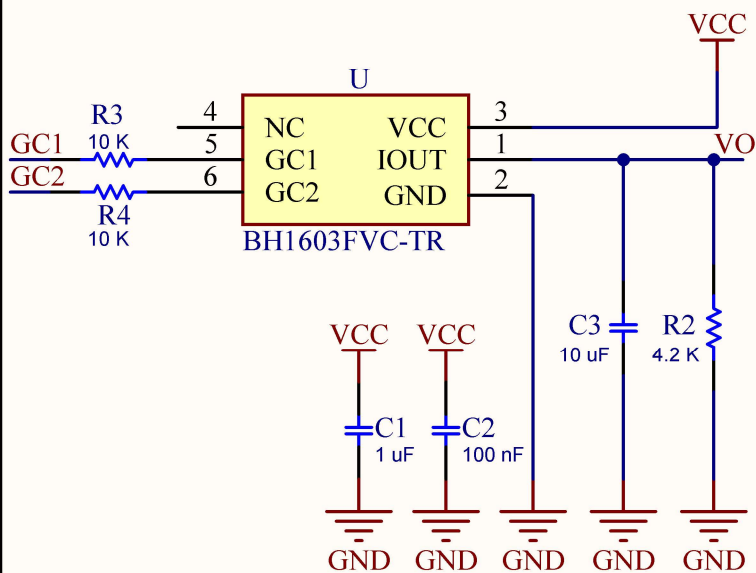 VCC
U
R3
10 K
4
NC
VCC
3
GC1
5
GC1
IOUT
1
VO
GC2
6
GC2
GND
2
R4
10 K
BH1603FVC-TR
VCC
VCC
C3
10 uF
R2
4.2 K
C1
1 uF
C2
100 nF
GND
GND
GND
GND
GND